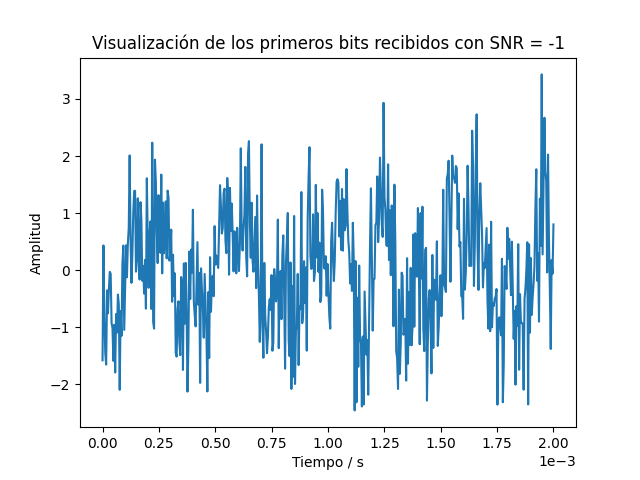 Visualización de los primeros bits recibidos con SNR = -1
Amplitud
3
2
1
0
−1
−2
0.00 0.25 0.50 0.75 1.00 1.25 1.50 1.75 2.00
1e−3
Tiempo / s